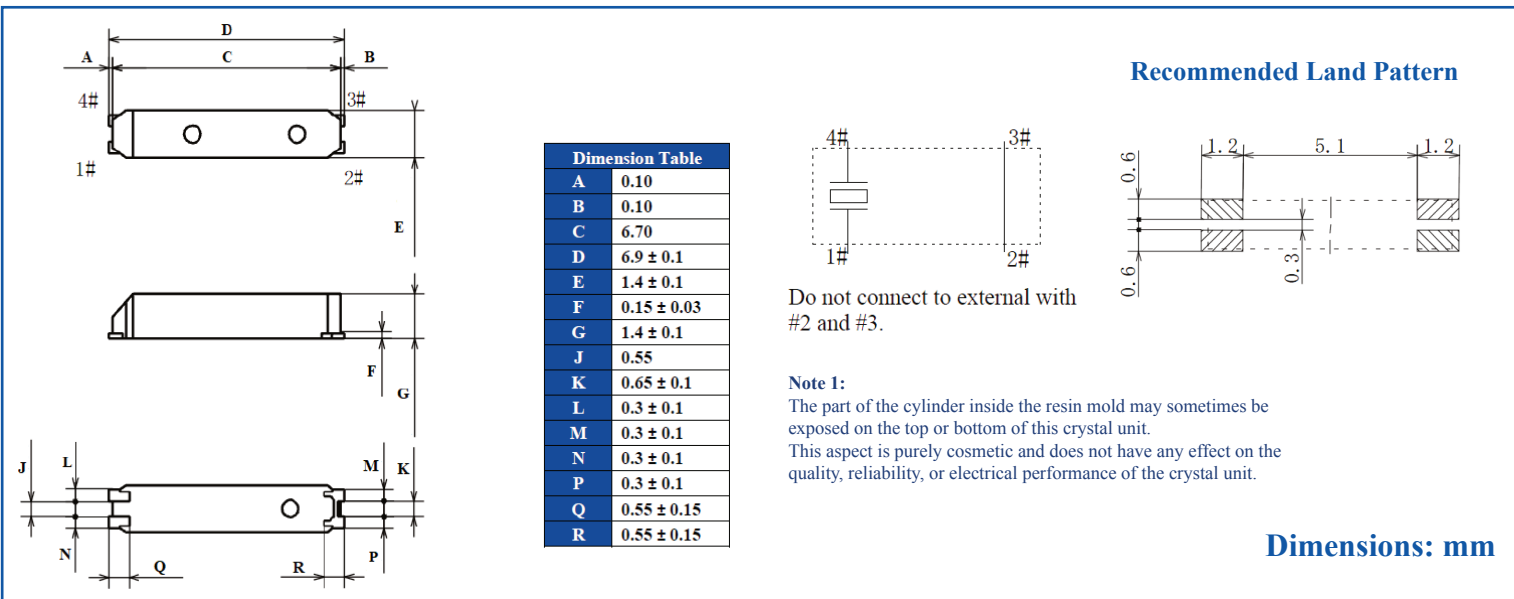 D
A
C
B
4#
3#
1#
2#
E
F
G
J
L
M
K
N
Q
R
P
Dimension Table
A 0.10
B 0.10
C 6.70
D 6.9 ± 0.1
E 1.4 ± 0.1
F 0.15 ± 0.03
G 1.4 ± 0.1
J 0.55
K 0.65 ± 0.1
L 0.3 ± 0.1
M 0.3 ± 0.1
N 0.3 ± 0.1
P 0.3 ± 0.1
Q 0.55 ± 0.15
R 0.55 ± 0.15
4#
3#
1#
2#
Do not connect to external with
#2 and #3.
Note 1:
The part of the cylinder inside the resin mold may sometimes be
exposed on the top or bottom of this crystal unit.
This aspect is purely cosmetic and does not have any effect on the
quality, reliability, or electrical performance of the crystal unit.
Recommended Land Pattern
1.2
5.1
1.2
0.6
0.6
0.3
Dimensions: mm